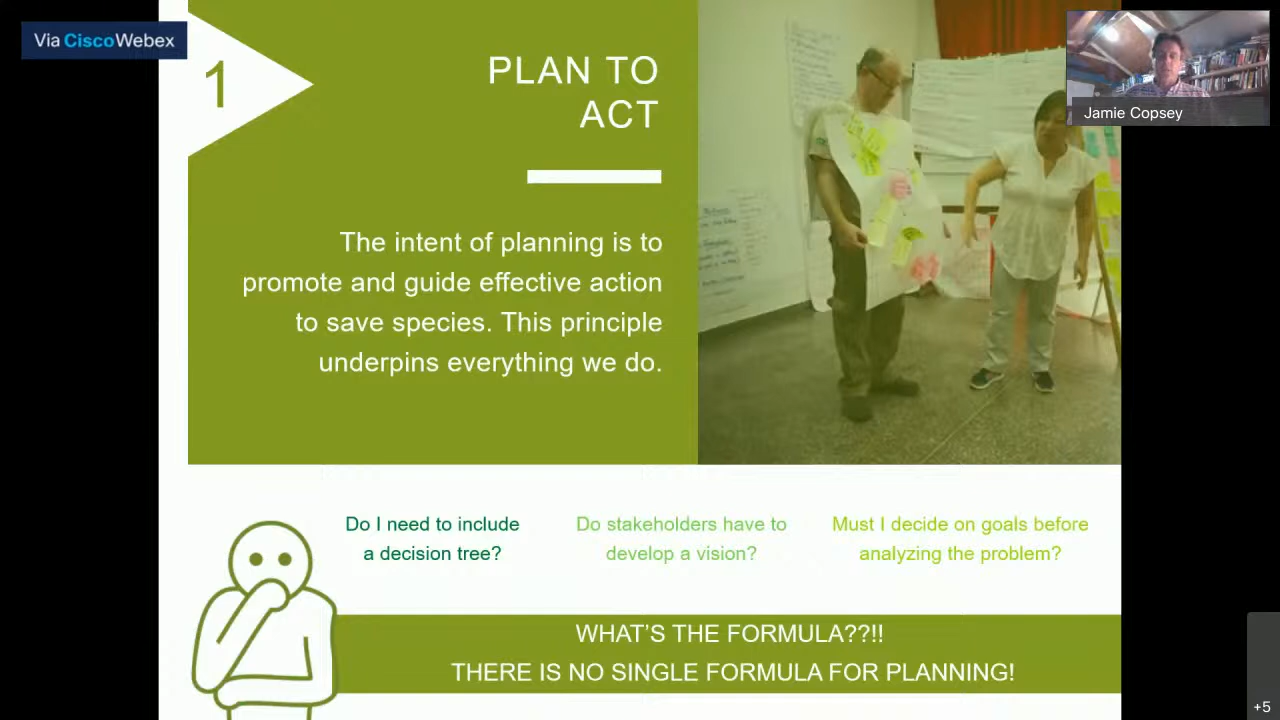 Via CiscoWebex
1
PLAN TO
ACT
Jamie Copsey
The intent of planning is to
promote and guide effective action
to save species. This principle
underpins everything we do.
Do I need to include
a decision tree?
Do stakeholders have to
develop a vision?
Must I decide on goals before
analyzing the problem?
WHAT'S THE FORMULA??!!
THERE IS NO SINGLE FORMULA FOR PLANNING!
+5